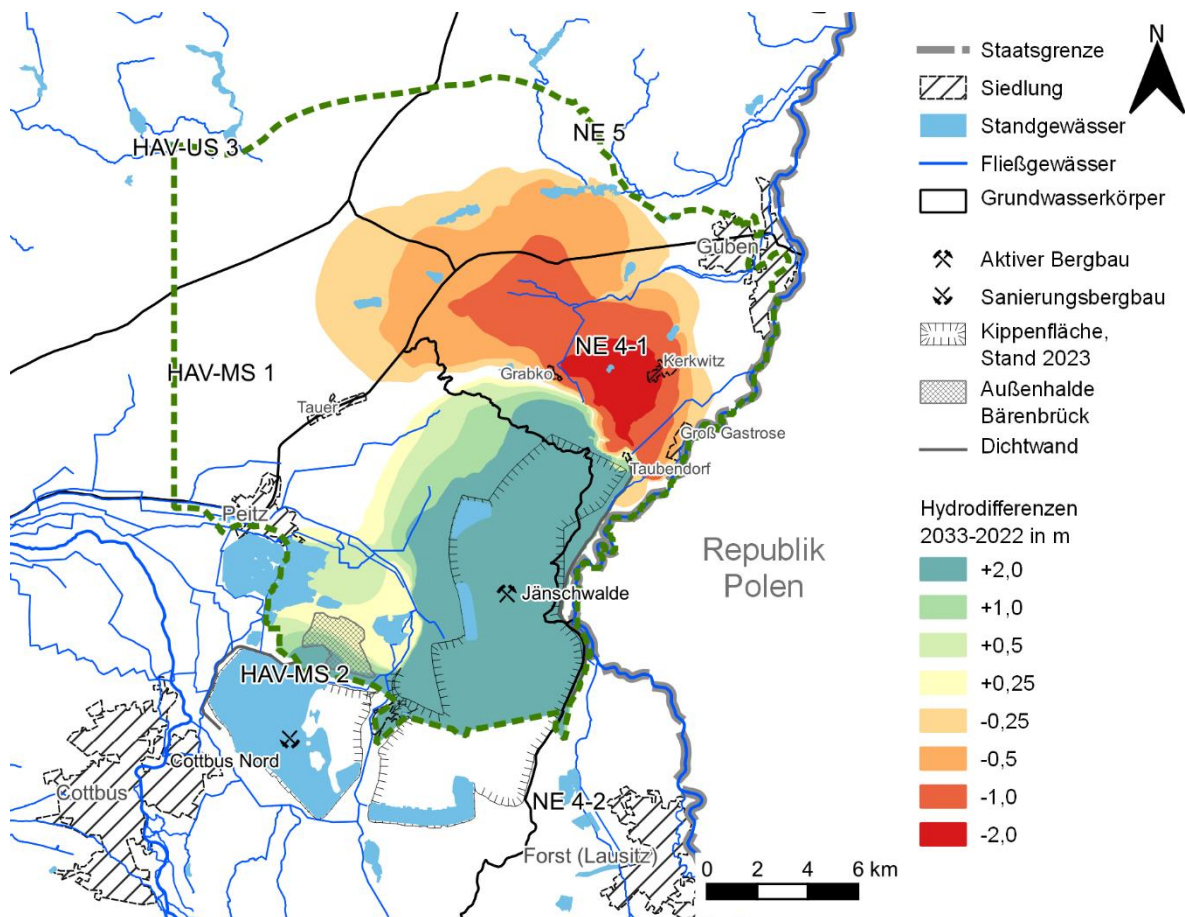 HAV-US 3
NE 5
Guben
NE 4-1
Kerkwitz
Grabko
HAV-MS 1
Tauer
Groß Gastrose
Taubendorf
Peitz
Republik
Polen
Jänschwalde
HAV-MS 2
Cottbus Nord
Cottbus
NE 4-2
Forst (Lausitz)
0 2 4 6 km
N
Staatsgrenze
Siedlung
Standgewässer
Fließgewässer
Grundwasserkörper
Aktiver Bergbau
Sanierungsbergbau
Kippenfläche,
Stand 2023
Außenhalde
Bärenbrück
Dichtwand
Hydrodifferenzen
2033-2022 in m
+2,0
+1,0
+0,5
+0,25
-0,25
-0,5
-1,0
-2,0